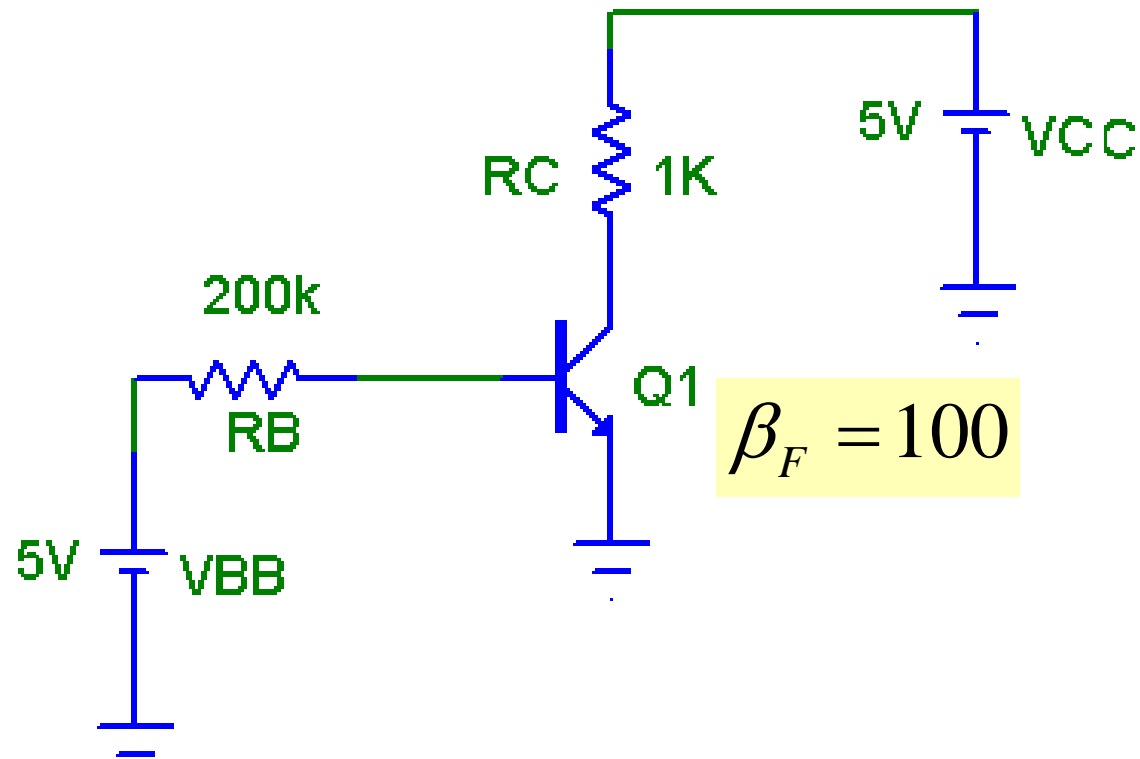 5V VCC
RC 1K
200k
RB
Q1
β_F = 100
5V VBB